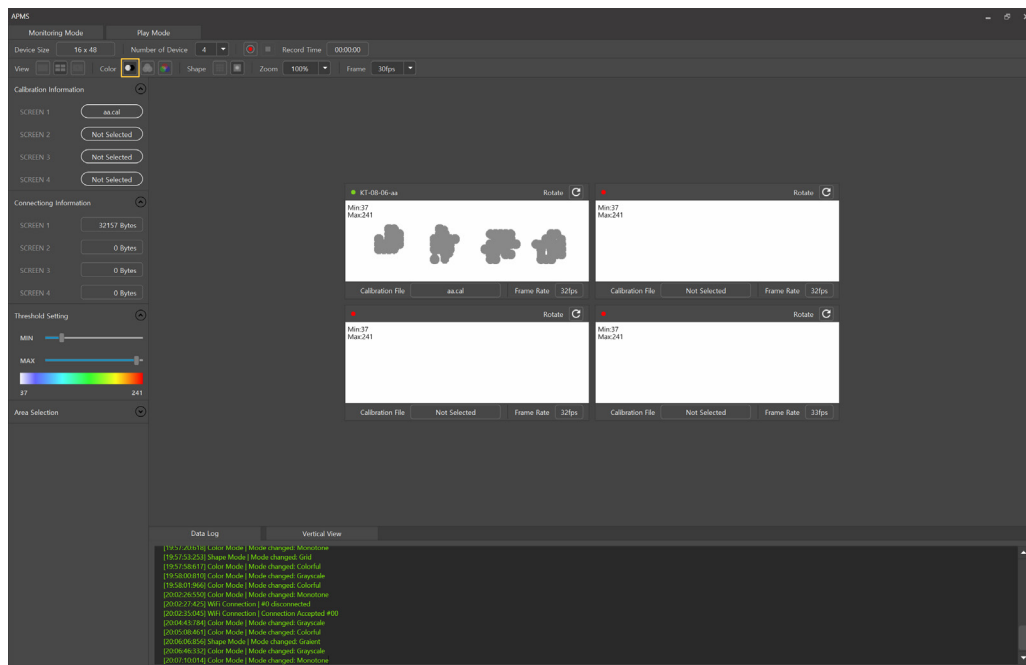 APMS
Monitoring Mode Play Mode
Device Size 16 x 48 Number of Device 4 Record Time 00:00:00
View Color Shape Zoom 100% Frame 30fps
Calibration Information
SCREEN 1 aa.cal
SCREEN 2 Not Selected
SCREEN 3 Not Selected
SCREEN 4 Not Selected
Connectiong Information
SCREEN 1 32157 Bytes
SCREEN 2 0 Bytes
SCREEN 3 0 Bytes
SCREEN 4 0 Bytes
Threshold Setting
MIN
MAX
37 241
Area Selection
KT-08-06-aa Rotate
Min:37
Max:241
Calibration File aa.cal Frame Rate 32fps
Rotate
Min:37
Max:241
Calibration File Not Selected Frame Rate 32fps
Rotate
Min:37
Max:241
Calibration File Not Selected Frame Rate 32fps
Rotate
Min:37
Max:241
Calibration File Not Selected Frame Rate 33fps
Data Log Vertical View
[19:57:20:618] Color Mode | Mode changed: Monotone
[19:57:53:253] Shape Mode | Mode changed: Grid
[19:57:58:617] Color Mode | Mode changed: Colorful
[19:58:00:810] Color Mode | Mode changed: Grayscale
[19:58:01:966] Color Mode | Mode changed: Colorful
[20:02:26:550] Color Mode | Mode changed: Monotone
[20:02:27:425] WiFi Connection | #0 disconnected
[20:02:35:045] WiFi Connection | Connection Accepted #00
[20:04:43:784] Color Mode | Mode changed: Grayscale
[20:05:08:461] Color Mode | Mode changed: Colorful
[20:06:06:856] Shape Mode | Mode changed: Graient
[20:06:46:332] Color Mode | Mode changed: Grayscale
[20:07:10:014] Color Mode | Mode changed: Monotone